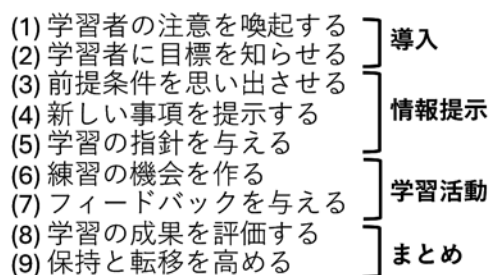 (1) 学習者の注意を喚起する
(2) 学習者に目標を知らせる
導入
(3) 前提条件を思い出させる
(4) 新しい事項を提示する
(5) 学習の指針を与える
情報提示
(6) 練習の機会を作る
(7) フィードバックを与える
学習活動
(8) 学習の成果を評価する
(9) 保持と転移を高める
まとめ